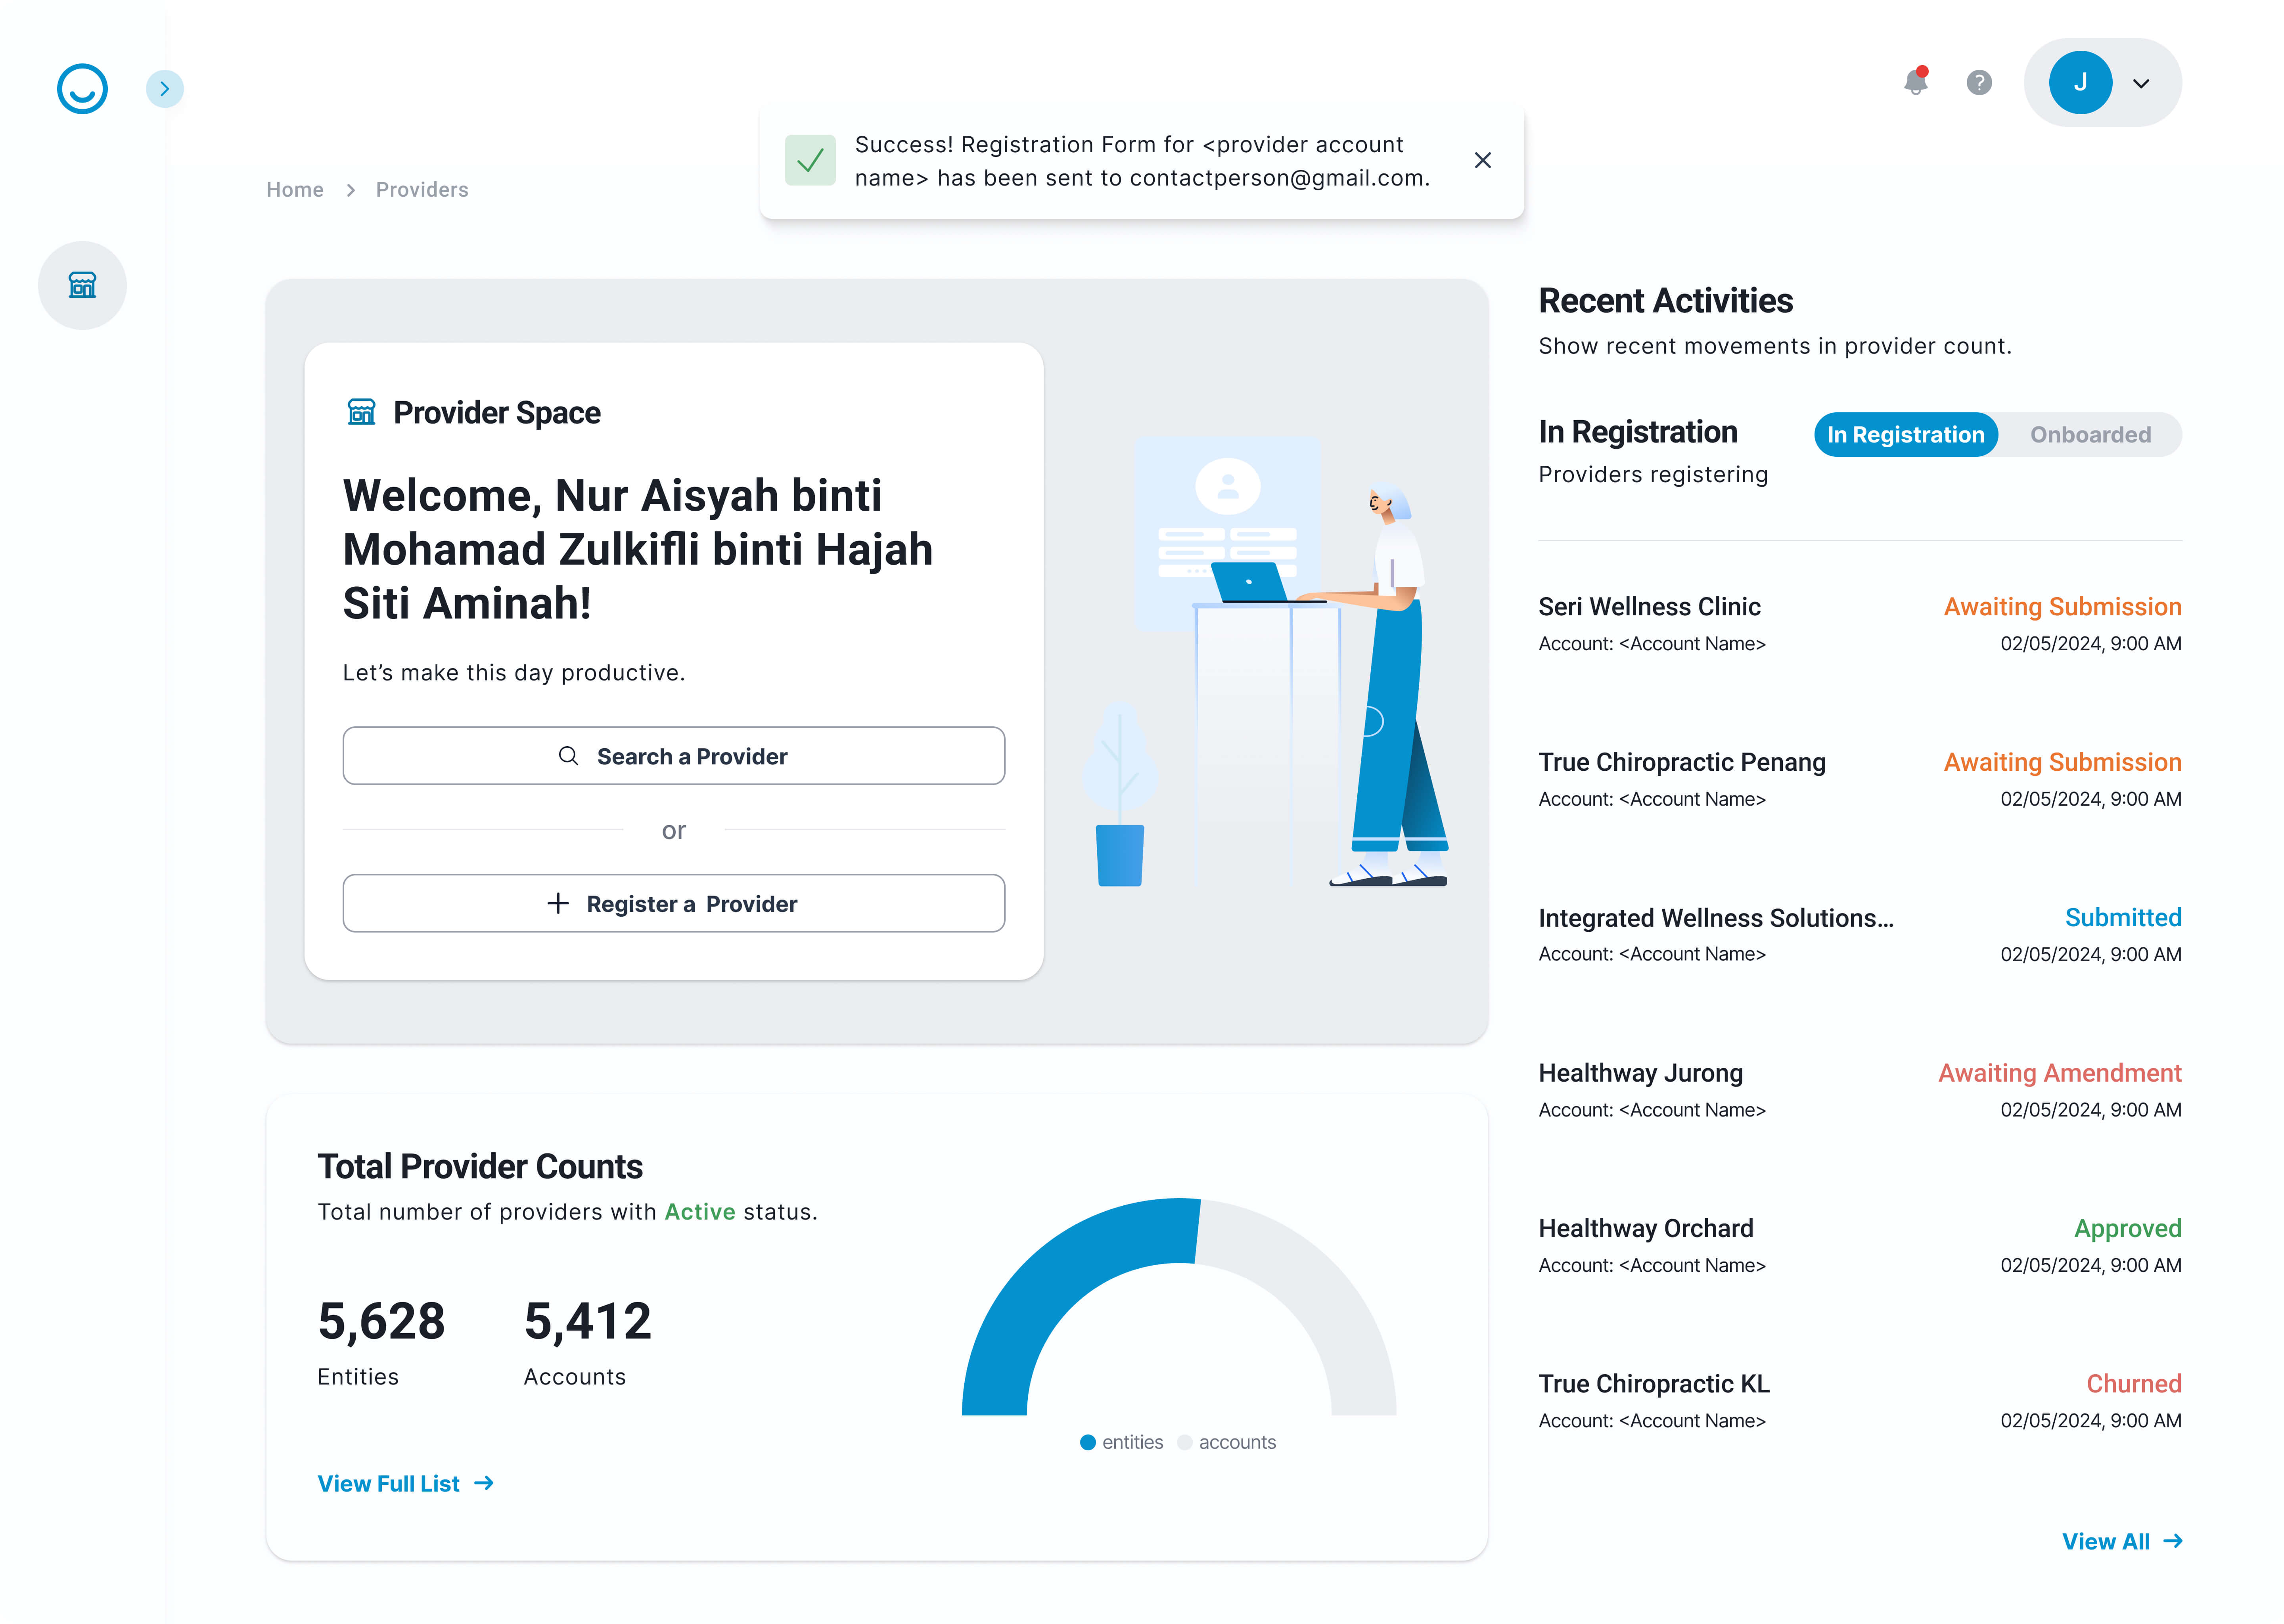 J
Success! Registration Form for <provider account
name> has been sent to contactperson@gmail.com.
Home > Providers
Provider Space
Welcome, Nur Aisyah binti
Mohamad Zulkifli binti Hajah
Siti Aminah!
Let’s make this day productive.
Search a Provider
or
Register a Provider
Total Provider Counts
Total number of providers with Active status.
5,628
Entities
5,412
Accounts
View Full List →
entities
accounts
Recent Activities
Show recent movements in provider count.
In Registration
Providers registering
In Registration
Onboarded
Seri Wellness Clinic
Awaiting Submission
Account: <Account Name>
02/05/2024, 9:00 AM
True Chiropractic Penang
Awaiting Submission
Account: <Account Name>
02/05/2024, 9:00 AM
Integrated Wellness Solutions...
Submitted
Account: <Account Name>
02/05/2024, 9:00 AM
Healthway Jurong
Awaiting Amendment
Account: <Account Name>
02/05/2024, 9:00 AM
Healthway Orchard
Approved
Account: <Account Name>
02/05/2024, 9:00 AM
True Chiropractic KL
Churned
Account: <Account Name>
02/05/2024, 9:00 AM
View All →